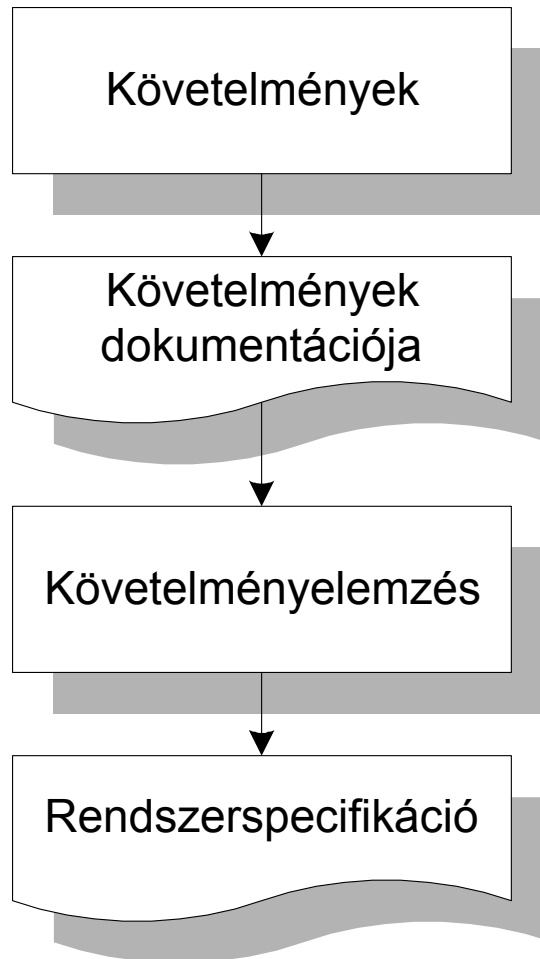 Követelmények
Követelmények
dokumentációja
Követelményelemzés
Rendszerspecifikáció